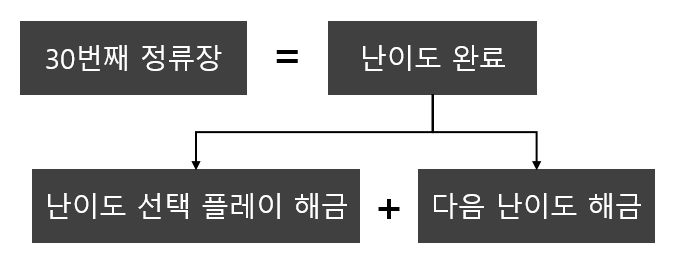 30번째 정류장 = 난이도 완료
난이도 선택 플레이 해금 + 다음 난이도 해금